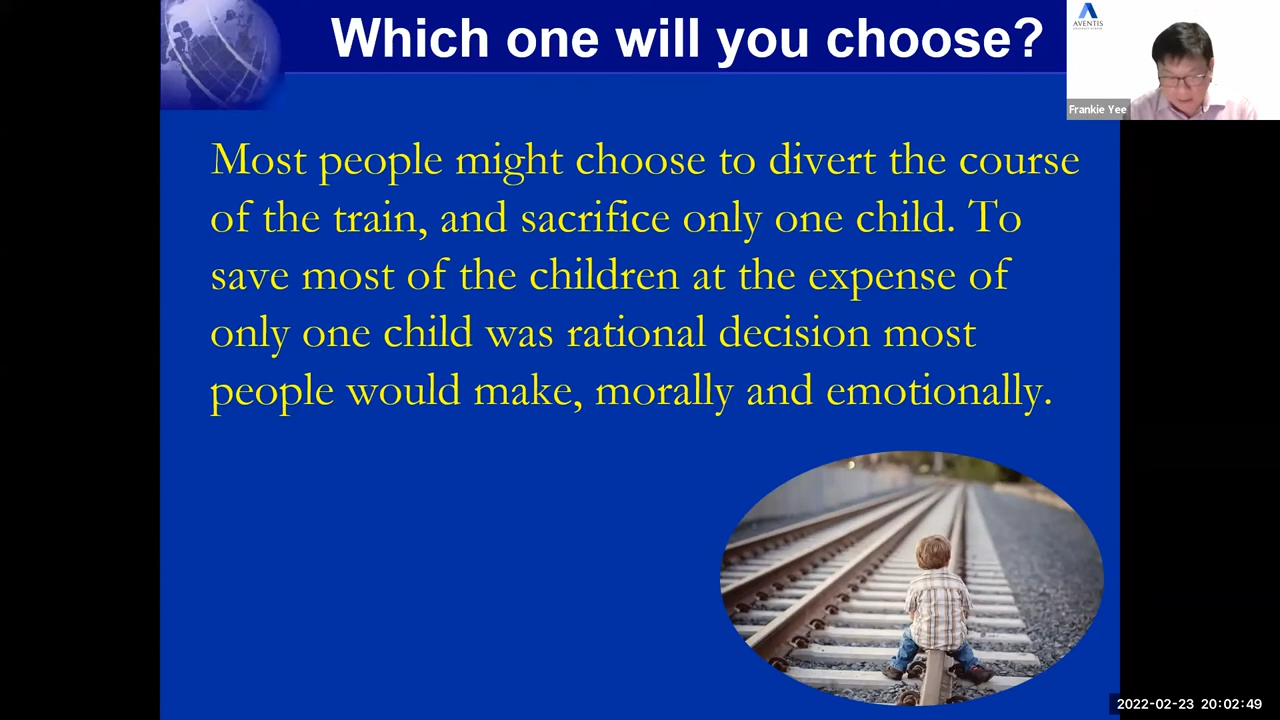 Which one will you choose?
AVENTIS
Frankie Yee
Most people might choose to divert the course
of the train, and sacrifice only one child. To
save most of the children at the expense of
only one child was rational decision most
people would make, morally and emotionally.
2022-02-23 20:02:49